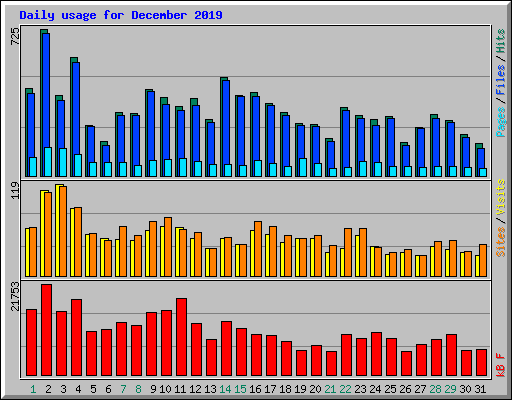 Daily usage for December 2019
725
Pages / Files / Hits
119
Sites / Visits
21753
kB F
1 2 3 4 5 6 7 8 9 10 11 12 13 14 15 16 17 18 19 20 21 22 23 24 25 26 27 28 29 30 31